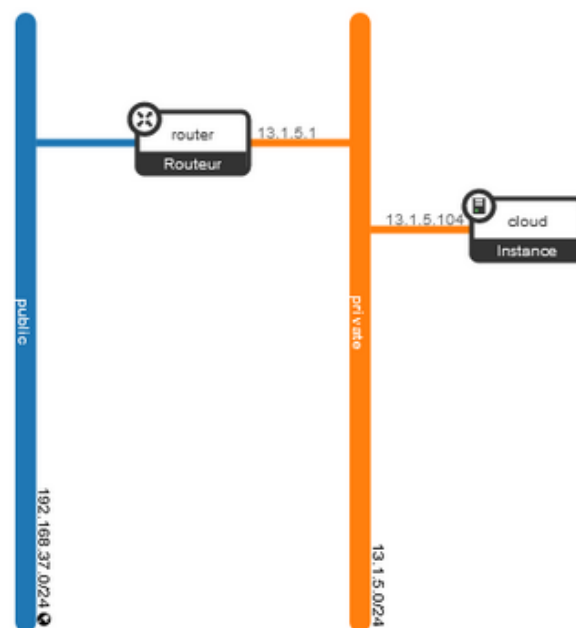 router
Routeur
13.1.5.1
13.1.5.104
cloud
Instance
public
private
192.168.37.0/24
13.1.5.0/24